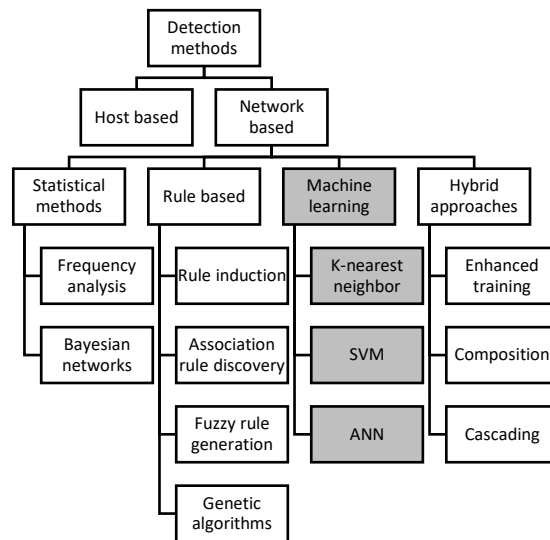 Detection
methods
Host based
Network
based
Statistical
methods
Rule based
Machine
learning
Hybrid
approaches
Frequency
analysis
Rule induction
K-nearest
neighbor
Enhanced
training
Bayesian
networks
Association
rule discovery
SVM
Composition
Fuzzy rule
generation
ANN
Cascading
Genetic
algorithms